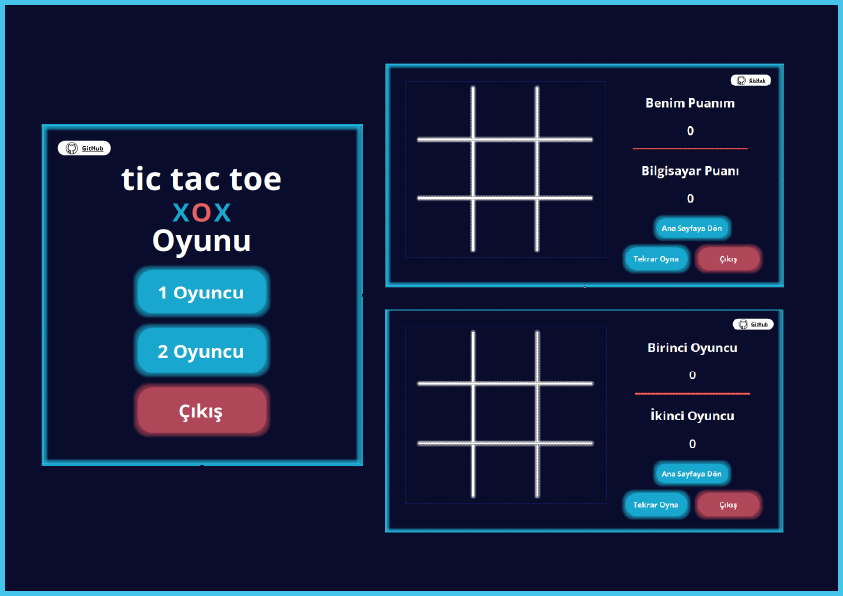 GitHub
tic tac toe
XOX
Oyunu
1 Oyuncu
2 Oyuncu
Çıkış
GitHub
Benim Puanım
0
Bilgisayar Puanı
0
Ana Sayfaya Dön
Tekrar Oyna
Çıkış
GitHub
Birinci Oyuncu
0
İkinci Oyuncu
0
Ana Sayfaya Dön
Tekrar Oyna
Çıkış